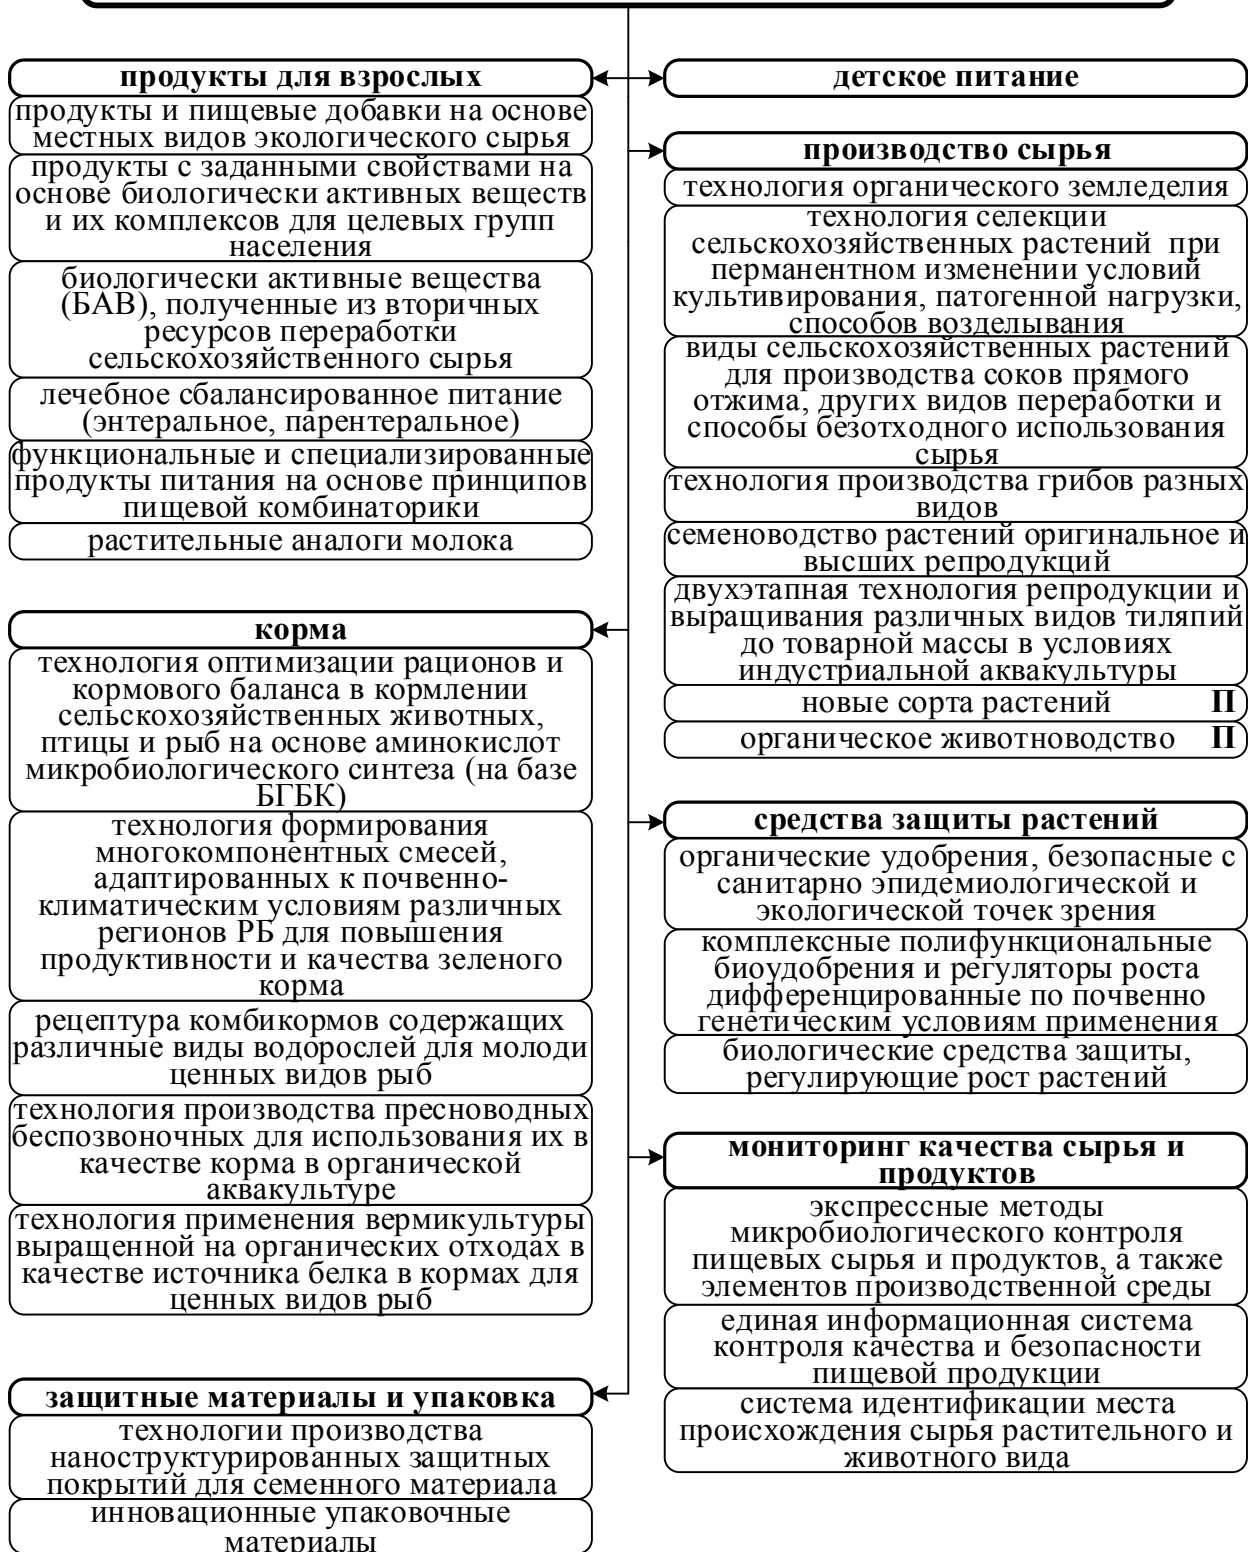 продукты для взрослых
продукты и пищевые добавки на основе
местных видов экологического сырья
продукты с заданными свойствами на
основе биологически активных веществ
и их комплексов для целевых групп
населения
биологически активные вещества
(БАВ), полученные из вторичных
ресурсов переработки
сельскохозяйственного сырья
лечебное сбалансированное питание
(энтеральное, парентеральное)
функциональные и специализированные
продукты питания на основе принципов
пищевой комбинаторики
растительные аналоги молока
корма
технология оптимизации рационов и
кормового баланса в кормлении
сельскохозяйственных животных,
птицы и рыб на основе аминокислот
микробиологического синтеза (на базе
БГБК)
технология формирования
многокомпонентных смесей,
адаптированных к почвенно-
климатическим условиям различных
регионов РБ для повышения
продуктивности и качества зеленого
корма
рецептура комбикормов содержащих
различные виды водорослей для молоди
ценных видов рыб
технология производства пресноводных
беспозвоночных для использования их в
качестве корма в органической
аквакультуре
технология применения вермикультуры
выращенной на органических отходах в
качестве источника белка в кормах для
ценных видов рыб
защитные материалы и упаковка
технологии производства
наноструктурированных защитных
покрытий для семенного материала
инновационные упаковочные
материалы
детское питание
производство сырья
технология органического земледелия
технология селекции
сельскохозяйственных растений при
перманентном изменении условий
культивирования, патогенной нагрузки,
способов возделывания
виды сельскохозяйственных растений
для производства соков прямого
отжима, других видов переработки и
способы безотходного использования
сырья
технология производства грибов разных
видов
семеноводство растений оригинальное и
высших репродукций
двухэтапная технология репродукции и
выращивания различных видов тиляпий
до товарной массы в условиях
индустриальной аквакультуры
новые сорта растений П
органическое животноводство П
средства защиты растений
органические удобрения, безопасные с
санитарно эпидемиологической и
экологической точек зрения
комплексные полифункциональные
биоудобрения и регуляторы роста
дифференцированные по почвенно
генетическим условиям применения
биологические средства защиты,
регулирующие рост растений
мониторинг качества сырья и
продуктов
экспрессные методы
микробиологического контроля
пищевых сырья и продуктов, а также
элементов производственной среды
единая информационная система
контроля качества и безопасности
пищевой продукции
система идентификации места
происхождения сырья растительного и
животного вида